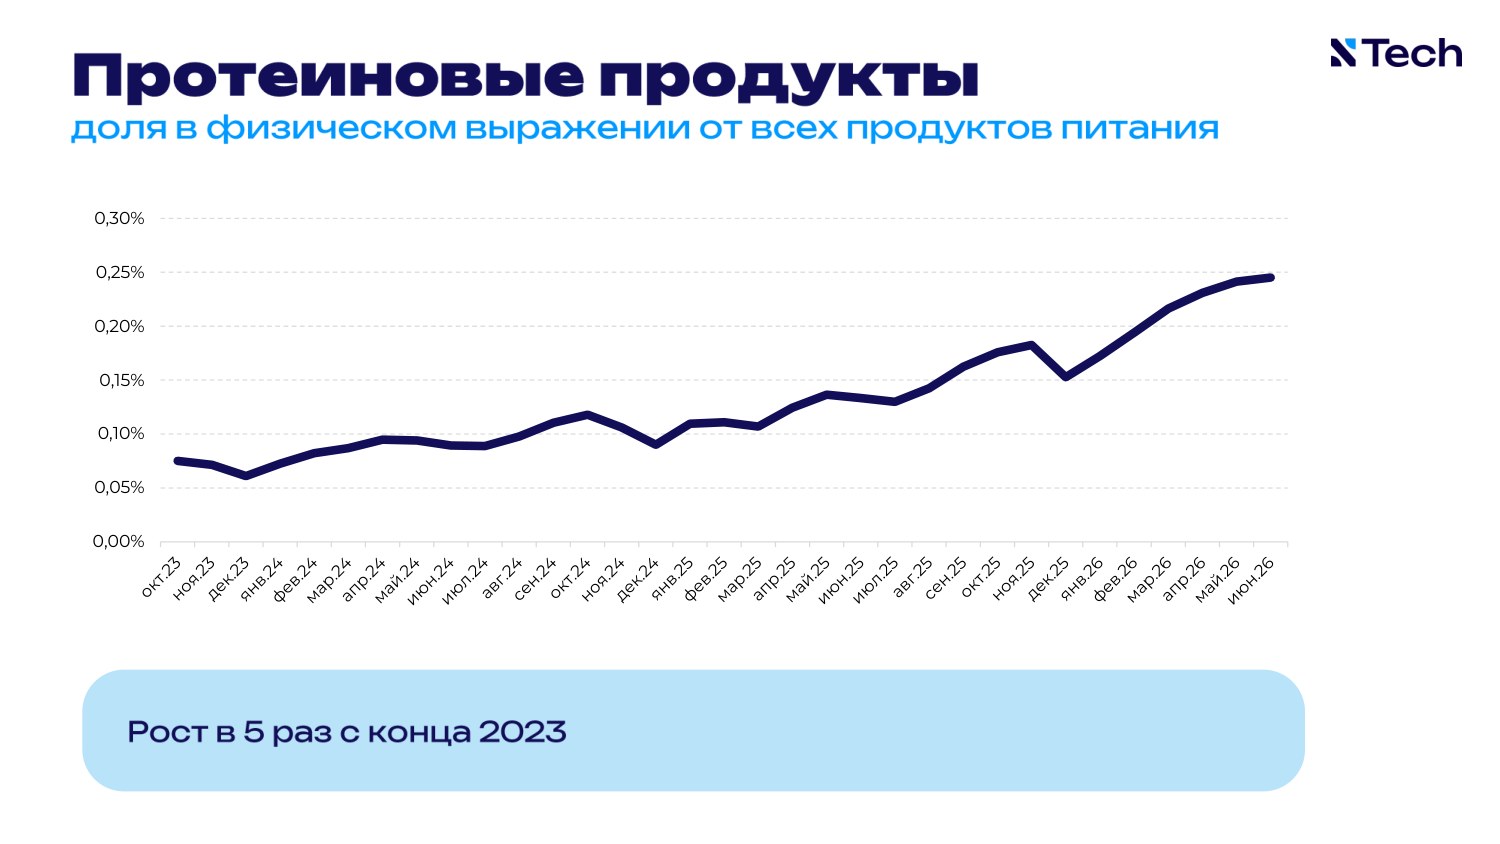 Протеиновые продукты
Tech
доля в физическом выражении от всех продуктов питания
0,30%
0,25%
0,20%
0,15%
0,10%
0,05%
0,00%
окт.23
ноя.23
дек.23
янв.24
фев.24
мар.24
апр.24
май.24
июн.24
июл.24
авг.24
сен.24
окт.24
ноя.24
дек.24
янв.25
фев.25
мар.25
апр.25
май.25
июн.25
июл.25
авг.25
сен.25
окт.25
ноя.25
дек.25
янв.26
фев.26
мар.26
апр.26
май.26
июн.26
Рост в 5 раз с конца 2023